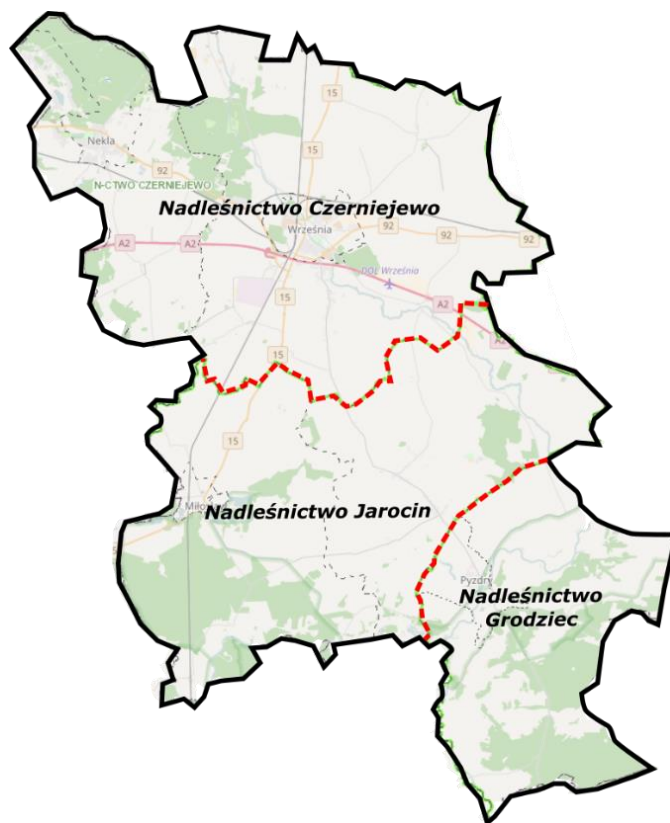 15
Nekla
92
N-CTWO CZERNIEJEWO
15
Nadleśnictwo Czerniejewo
Września
92
92
92
A2
A2
DOL Września
15
A2
A2
15
15
Nadleśnictwo Jarocin
Pyzdry
Nadleśnictwo
Grodziec